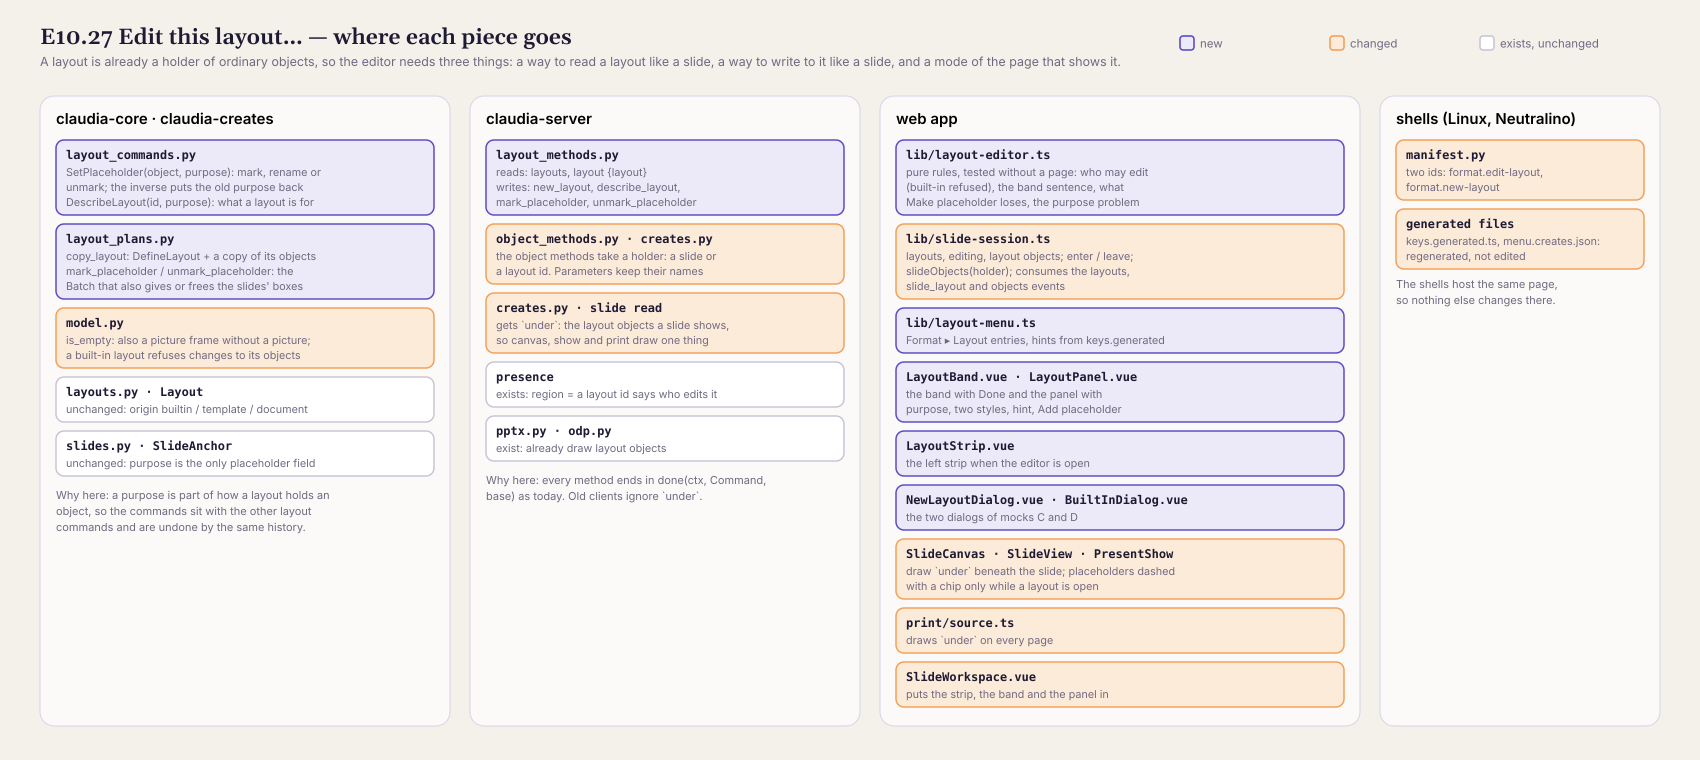 E10.27 Edit this layout… — where each piece goes
A layout is already a holder of ordinary objects, so the editor needs three things: a way to read a layout like a slide, a way to write to it like a slide, and a mode of the page that shows it.
new
changed
exists, unchanged
claudia-core · claudia-creates
layout_commands.py
SetPlaceholder(object, purpose): mark, rename or
unmark; the inverse puts the old purpose back
DescribeLayout(id, purpose): what a layout is for
layout_plans.py
copy_layout: DefineLayout + a copy of its objects
mark_placeholder / unmark_placeholder: the
Batch that also gives or frees the slides' boxes
model.py
is_empty: also a picture frame without a picture;
a built-in layout refuses changes to its objects
layouts.py · Layout
unchanged: origin builtin / template / document
slides.py · SlideAnchor
unchanged: purpose is the only placeholder field
Why here: a purpose is part of how a layout holds an
object, so the commands sit with the other layout
commands and are undone by the same history.
claudia-server
layout_methods.py
reads: layouts, layout {layout}
writes: new_layout, describe_layout,
mark_placeholder, unmark_placeholder
object_methods.py · creates.py
the object methods take a holder: a slide or
a layout id. Parameters keep their names
creates.py · slide read
gets `under`: the layout objects a slide shows,
so canvas, show and print draw one thing
presence
exists: region = a layout id says who edits it
pptx.py · odp.py
exist: already draw layout objects
Why here: every method ends in done(ctx, Command,
base) as today. Old clients ignore `under`.
web app
lib/layout-editor.ts
pure rules, tested without a page: who may edit
(built-in refused), the band sentence, what
Make placeholder loses, the purpose problem
lib/slide-session.ts
layouts, editing, layout objects; enter / leave;
slideObjects(holder); consumes the layouts,
slide_layout and objects events
lib/layout-menu.ts
Format ▸ Layout entries, hints from keys.generated
LayoutBand.vue · LayoutPanel.vue
the band with Done and the panel with
purpose, two styles, hint, Add placeholder
LayoutStrip.vue
the left strip when the editor is open
NewLayoutDialog.vue · BuiltInDialog.vue
the two dialogs of mocks C and D
SlideCanvas · SlideView · PresentShow
draw `under` beneath the slide; placeholders dashed
with a chip only while a layout is open
print/source.ts
draws `under` on every page
SlideWorkspace.vue
puts the strip, the band and the panel in
shells (Linux, Neutralino)
manifest.py
two ids: format.edit-layout,
format.new-layout
generated files
keys.generated.ts, menu.creates.json:
regenerated, not edited
The shells host the same page,
so nothing else changes there.